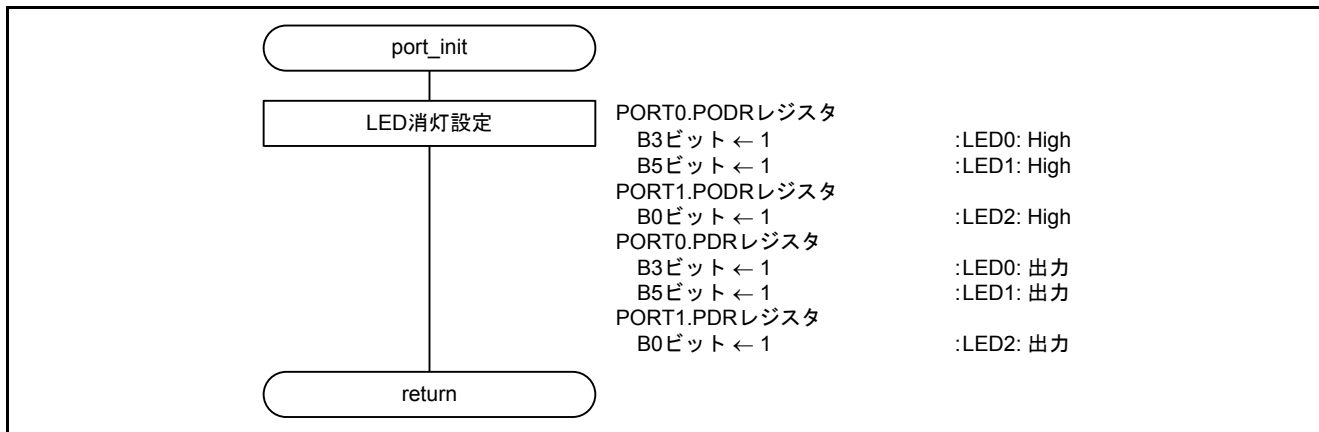 port_init
LED消灯設定
PORT0.PODRレジスタ
B3ビット ← 1 :LED0: High
B5ビット ← 1 :LED1: High
PORT1.PODRレジスタ
B0ビット ← 1 :LED2: High
PORT0.PDRレジスタ
B3ビット ← 1 :LED0: 出力
B5ビット ← 1 :LED1: 出力
PORT1.PDRレジスタ
B0ビット ← 1 :LED2: 出力
return